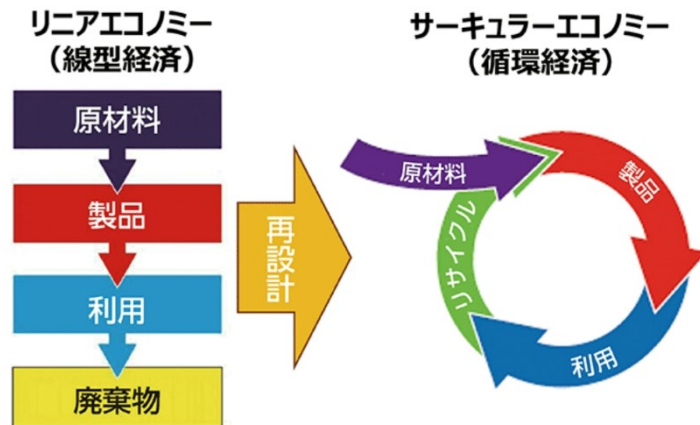 リニアエコノミー
（線型経済）
原材料
製品
利用
廃棄物
再設計
サーキュラーエコノミー
（循環経済）
原材料
製品
利用
リサイクル